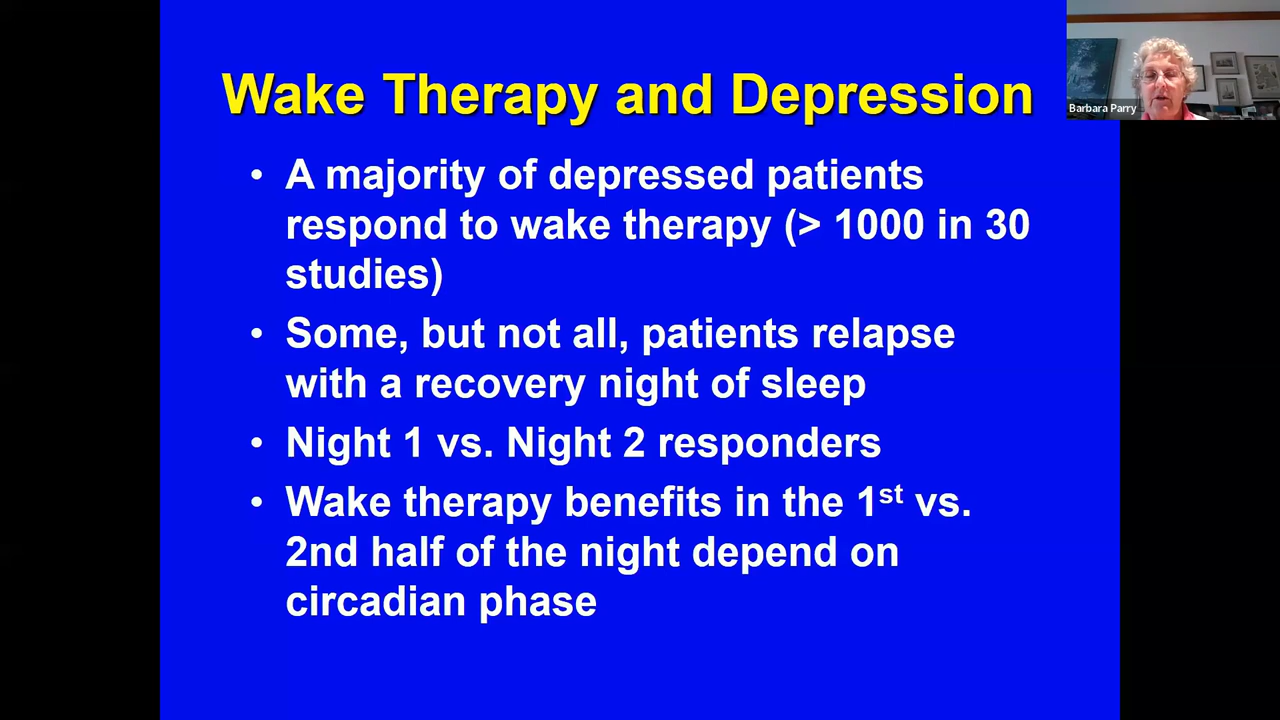 Wake Therapy and Depression
Barbara Parry
• A majority of depressed patients
respond to wake therapy (> 1000 in 30
studies)
• Some, but not all, patients relapse
with a recovery night of sleep
• Night 1 vs. Night 2 responders
• Wake therapy benefits in the 1st vs.
2nd half of the night depend on
circadian phase